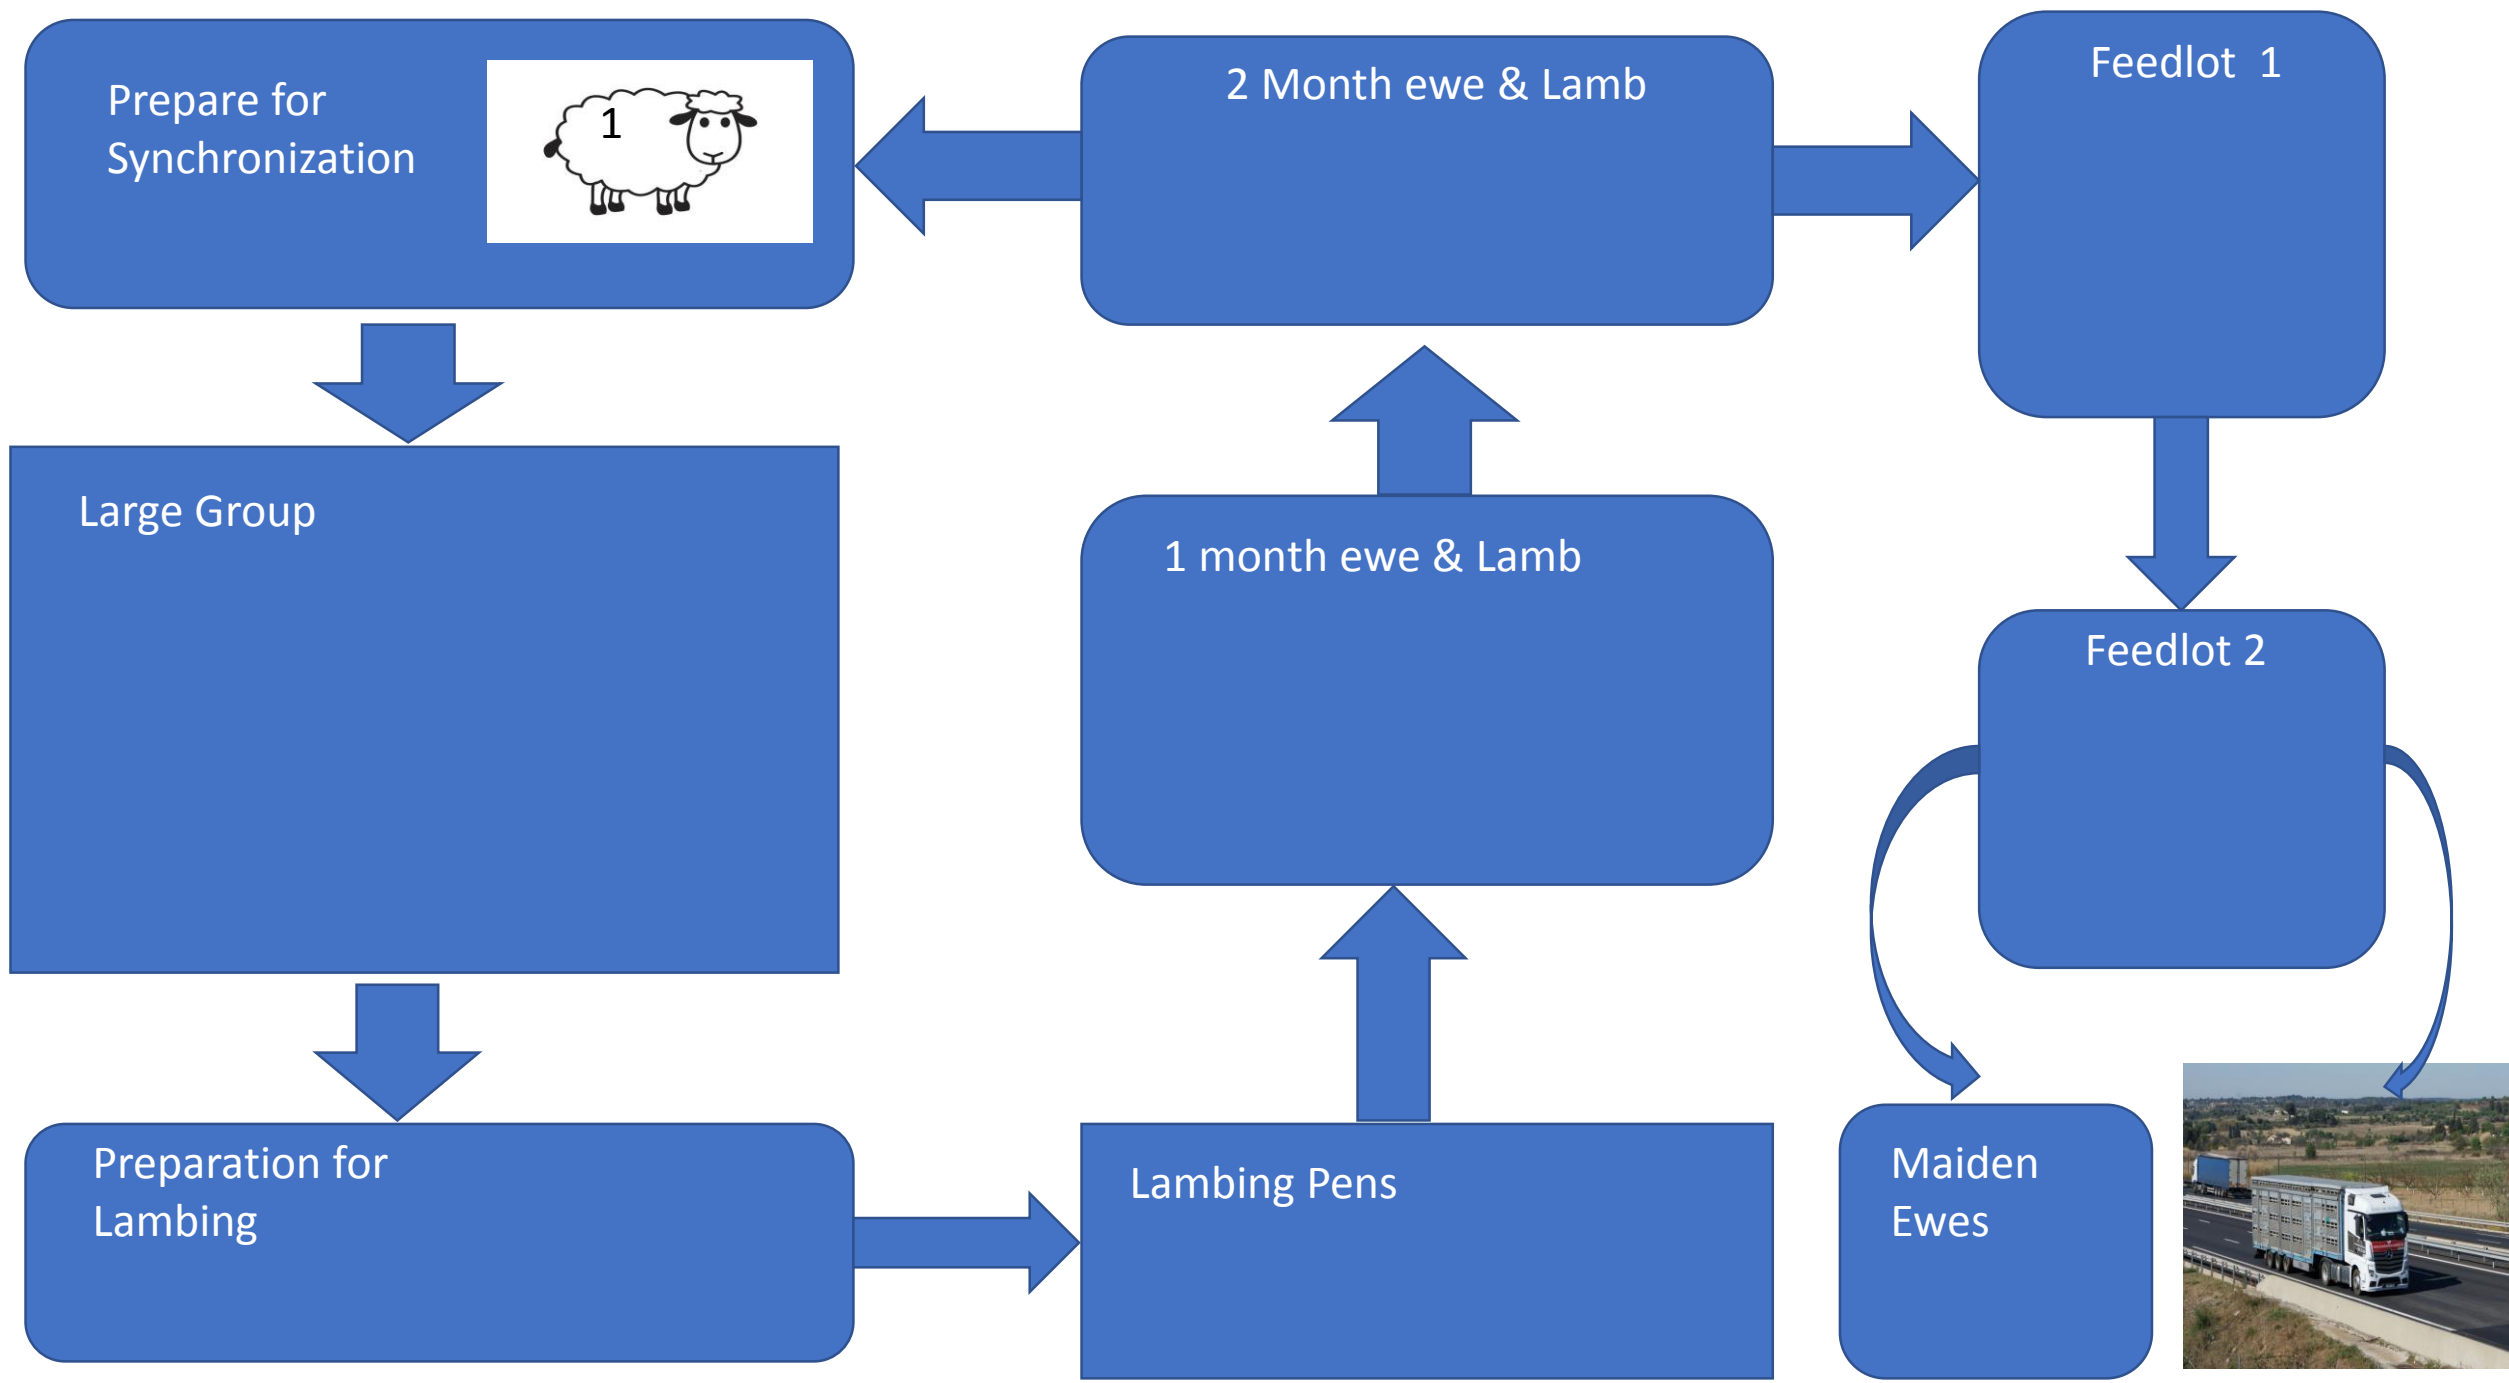 Prepare for
Synchronization
1
2 Month ewe & Lamb
Feedlot 1
Large Group
1 month ewe & Lamb
Feedlot 2
Preparation for
Lambing
Lambing Pens
Maiden
Ewes